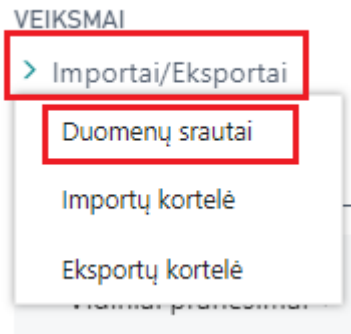 VEIKSMAI
> Importai/Eksportai
Duomenų srautai
Importų kortelė
Eksportų kortelė